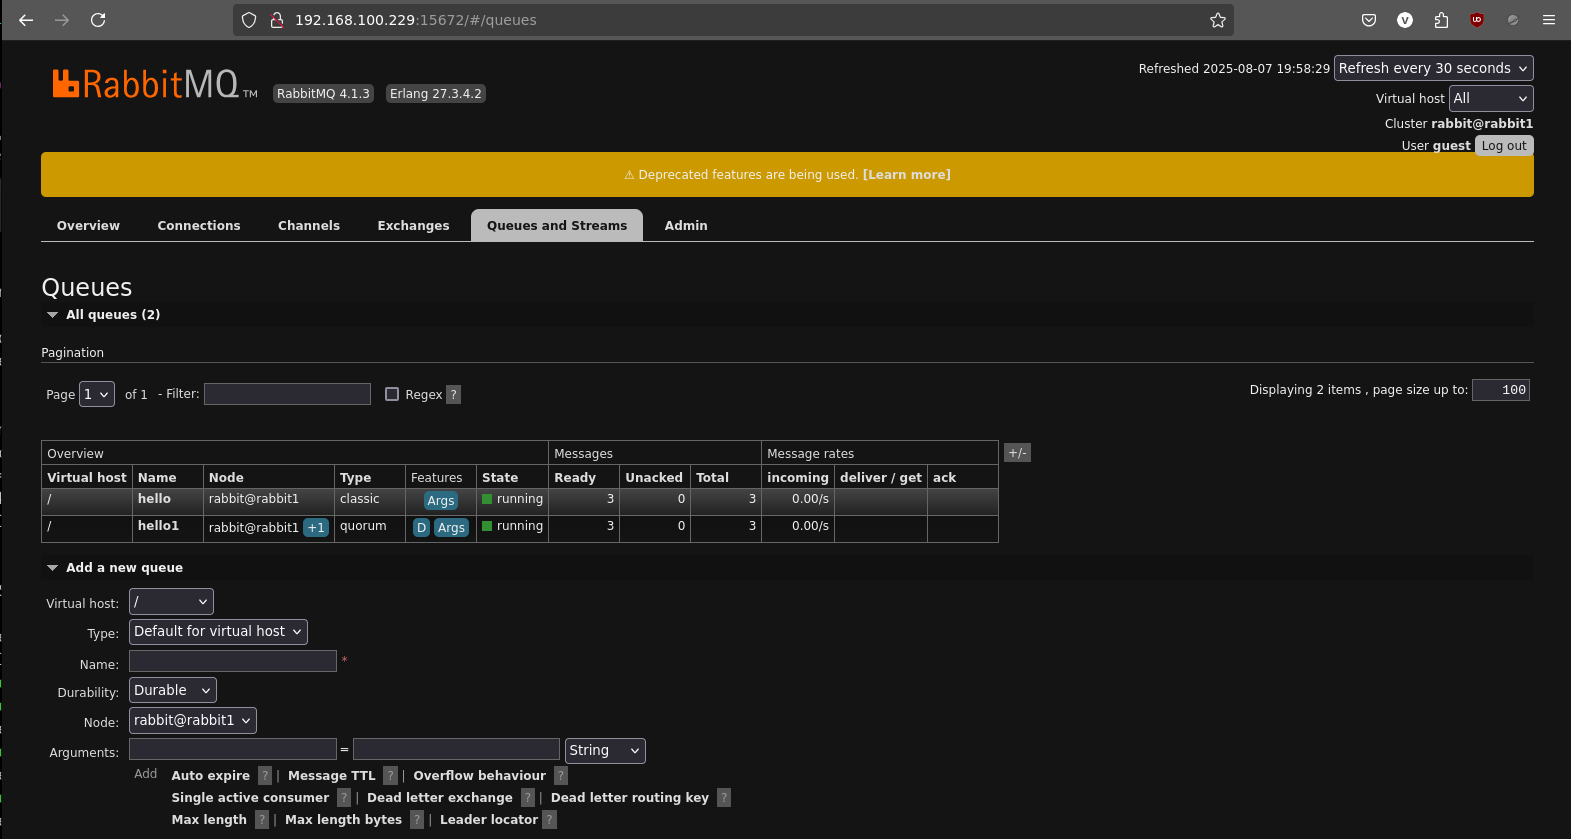 192.168.100.229:15672/#/queues
RabbitMQ TM RabbitMQ 4.1.3 Erlang 27.3.4.2
Refreshed 2025-08-07 19:58:29 Refresh every 30 seconds
Virtual host All
Cluster rabbit@rabbit1
User guest Log out
⚠ Deprecated features are being used. [Learn more]
Overview Connections Channels Exchanges Queues and Streams Admin
Queues
All queues (2)
Pagination
Page 1 of 1 - Filter: Regex ? Displaying 2 items , page size up to: 100
Overview Messages Message rates +/-
Virtual host Name Node Type Features State Ready Unacked Total incoming deliver / get ack
/ hello rabbit@rabbit1 classic Args running 3 0 3 0.00/s
/ hello1 rabbit@rabbit1 +1 quorum D Args running 3 0 3 0.00/s
Add a new queue
Virtual host: /
Type: Default for virtual host
Name: *
Durability: Durable
Node: rabbit@rabbit1
Arguments: = String
Add Auto expire ? | Message TTL ? | Overflow behaviour ?
Single active consumer ? | Dead letter exchange ? | Dead letter routing key ?
Max length ? | Max length bytes ? | Leader locator ?